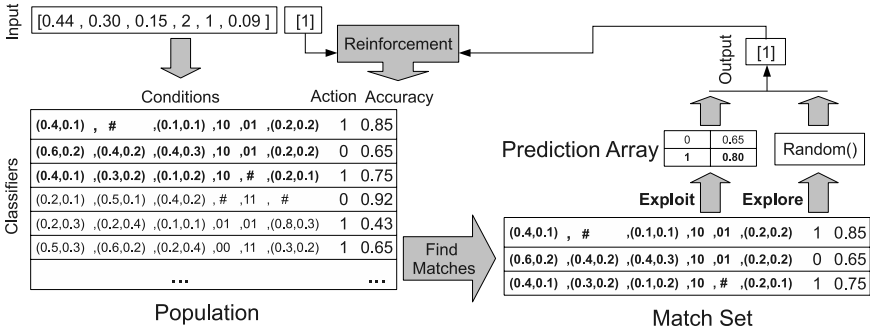 Input
[0.44 , 0.30 , 0.15 , 2 , 1 , 0.09 ]
[1]
Reinforcement
Output
[1]
Conditions Action Accuracy
Classifiers
(0.4,0.1) , # ,(0.1,0.1) ,10 ,01 ,(0.2,0.2) 1 0.85
(0.6,0.2) ,(0.4,0.2) ,(0.4,0.3) ,10 ,01 ,(0.2,0.2) 0 0.65
(0.4,0.1) ,(0.3,0.2) ,(0.1,0.2) ,10 ,# ,(0.2,0.1) 1 0.75
(0.2,0.1) ,(0.5,0.1) ,(0.4,0.2) , # ,11 , # 0 0.92
(0.2,0.3) ,(0.2,0.4) ,(0.1,0.1) ,01 ,01 ,(0.8,0.3) 1 0.43
(0.5,0.3) ,(0.6,0.2) ,(0.2,0.4) ,00 ,11 ,(0.3,0.2) 1 0.65
... ...
Population
Find
Matches
Prediction Array
0 0.65
1 0.80
Random()
Exploit
Explore
(0.4,0.1) , # ,(0.1,0.1) ,10 ,01 ,(0.2,0.2) 1 0.85
(0.6,0.2) ,(0.4,0.2) ,(0.4,0.3) ,10 ,01 ,(0.2,0.2) 0 0.65
(0.4,0.1) ,(0.3,0.2) ,(0.1,0.2) ,10 ,# ,(0.2,0.1) 1 0.75
Match Set